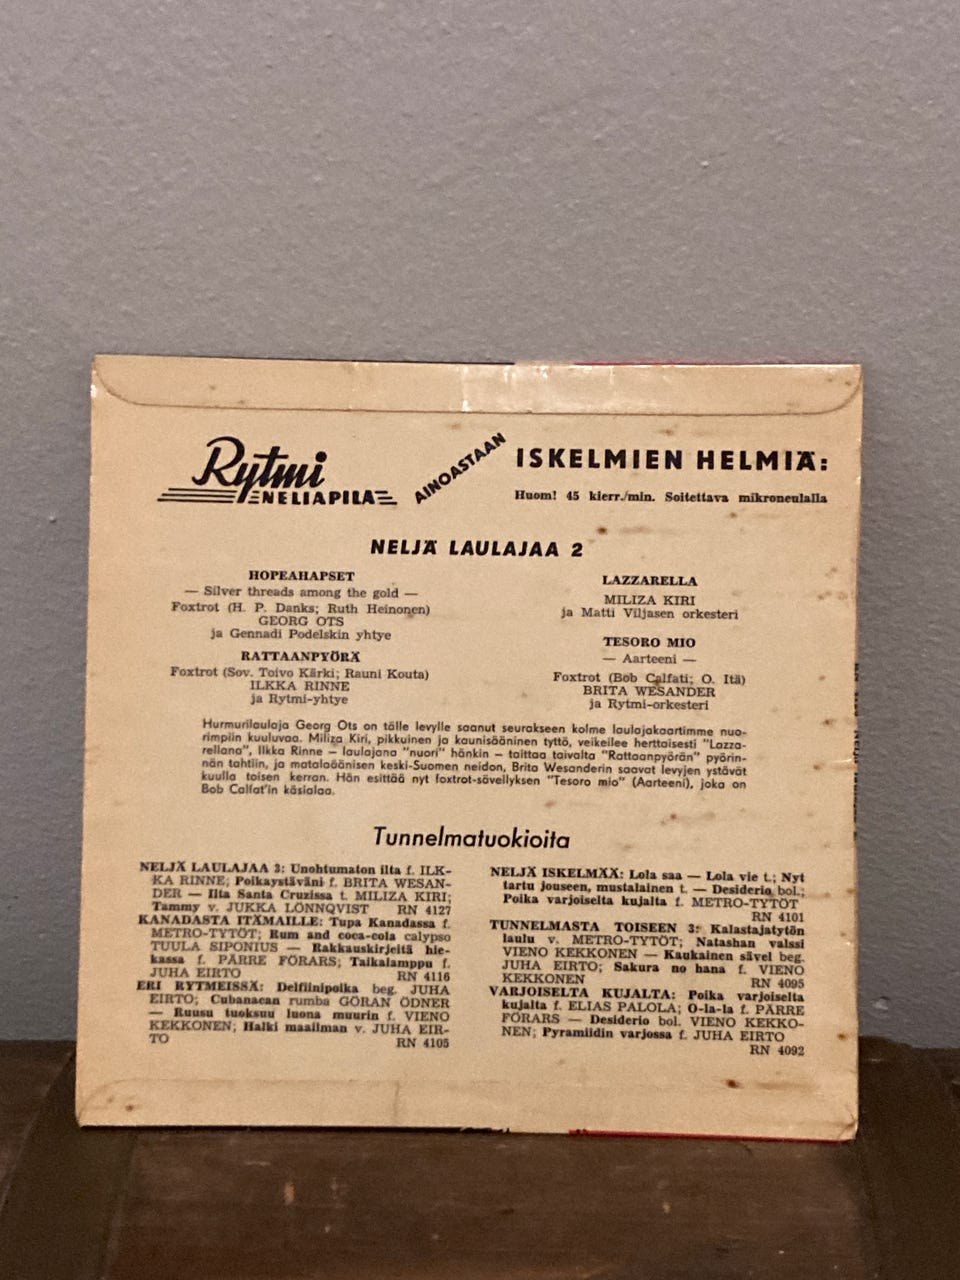 Rytmi
NELIAPILA
AINOASTAAN
ISKELMIEN HELMIÄ:
Huom! 45 kierr./min. Soitettava mikroneulalla
NELJÄ LAULAJAA 2
HOPEAHAPSET
— Silver threads among the gold —
Foxtrot (H. P. Danks; Ruth Heinonen)
GEORG OTS
ja Gennadi Podelskin yhtye
RATTAANPYÖRÄ
Foxtrot (Sov. Toivo Kärki; Rauni Kouta)
ILKKA RINNE
ja Rytmi-yhtye
LAZZARELLA
MILIZA KIRI
ja Matti Viljasen orkesteri
TESORO MIO
— Aarteeni —
Foxtrot (Bob Calfati; O. Itä)
BRITA WESANDER
ja Rytmi-orkesteri
Hurmurilaulaja Georg Ots on tälle levylle saanut seurakseen kolme laulajakaartimme nuo-
rimpiin kuuluvaa. Miliza Kiri, pikkuinen ja kaunisääninen tyttö, veikeilee herttaisesti "Lazza-
rellana", Ilkka Rinne – laulajana "nuori" hänkin – taittaa taivalta "Rattaanpyörän" pyörin-
nän tahtiin, ja matalaäänisen keski-Suomen neidon, Brita Wesanderin saavat levyjen ystävät
kuulla toisen kerran. Hän esittää nyt foxtrot-sävellyksen "Tesoro mio" (Aarteeni), joka on
Bob Calfat'in käsialaa.
Tunnelmatuokioita
NELJÄ LAULAJAA 3: Unohtumaton ilta f. ILK-
KA RINNE; Poikaystäväni f. BRITA WESAN-
DER — Ilta Santa Cruzissa t. MILIZA KIRI;
Tammy v. JUKKA LÖNNQVIST RN 4127
KANADASTA ITÄMAILLE: Tupa Kanadassa f.
METRO-TYTÖT; Rum and coca-cola calypso
TUULA SIPONIUS — Rakkauskirjeitä hie-
kassa f. PÄRRE FÖRARS; Taikalamppu f.
JUHA EIRTO RN 4116
ERI RYTMEISSÄ: Delfiinipoika beg. JUHA
EIRTO; Cubanacan rumba GÖRAN ÖDNER
— Ruusu tuoksuu luona muurin f. VIENO
KEKKONEN; Halki maailman v. JUHA EIR-
TO RN 4105
NELJÄ ISKELMÄÄ: Lola saa — Lola vie t.; Nyt
tartu jouseen, mustalainen t. — Desiderio bol.;
Poika varjoiselta kujalta f. METRO-TYTÖT
RN 4101
TUNNELMASTA TOISEEN 3: Kalastajatytön
laulu v. METRO-TYTÖT; Natashan valssi
VIENO KEKKONEN — Kaukainen sävel beg.
JUHA EIRTO; Sakura no hana f. VIENO
KEKKONEN RN 4095
VARJOISELTA KUJALTA: Poika varjoiselta
kujalta f. ELIAS PALOLA; O-la-la f. PÄRRE
FÖRARS — Desiderio bol. VIENO KEKKO-
NEN; Pyramiidin varjossa f. JUHA EIRTO
RN 4092